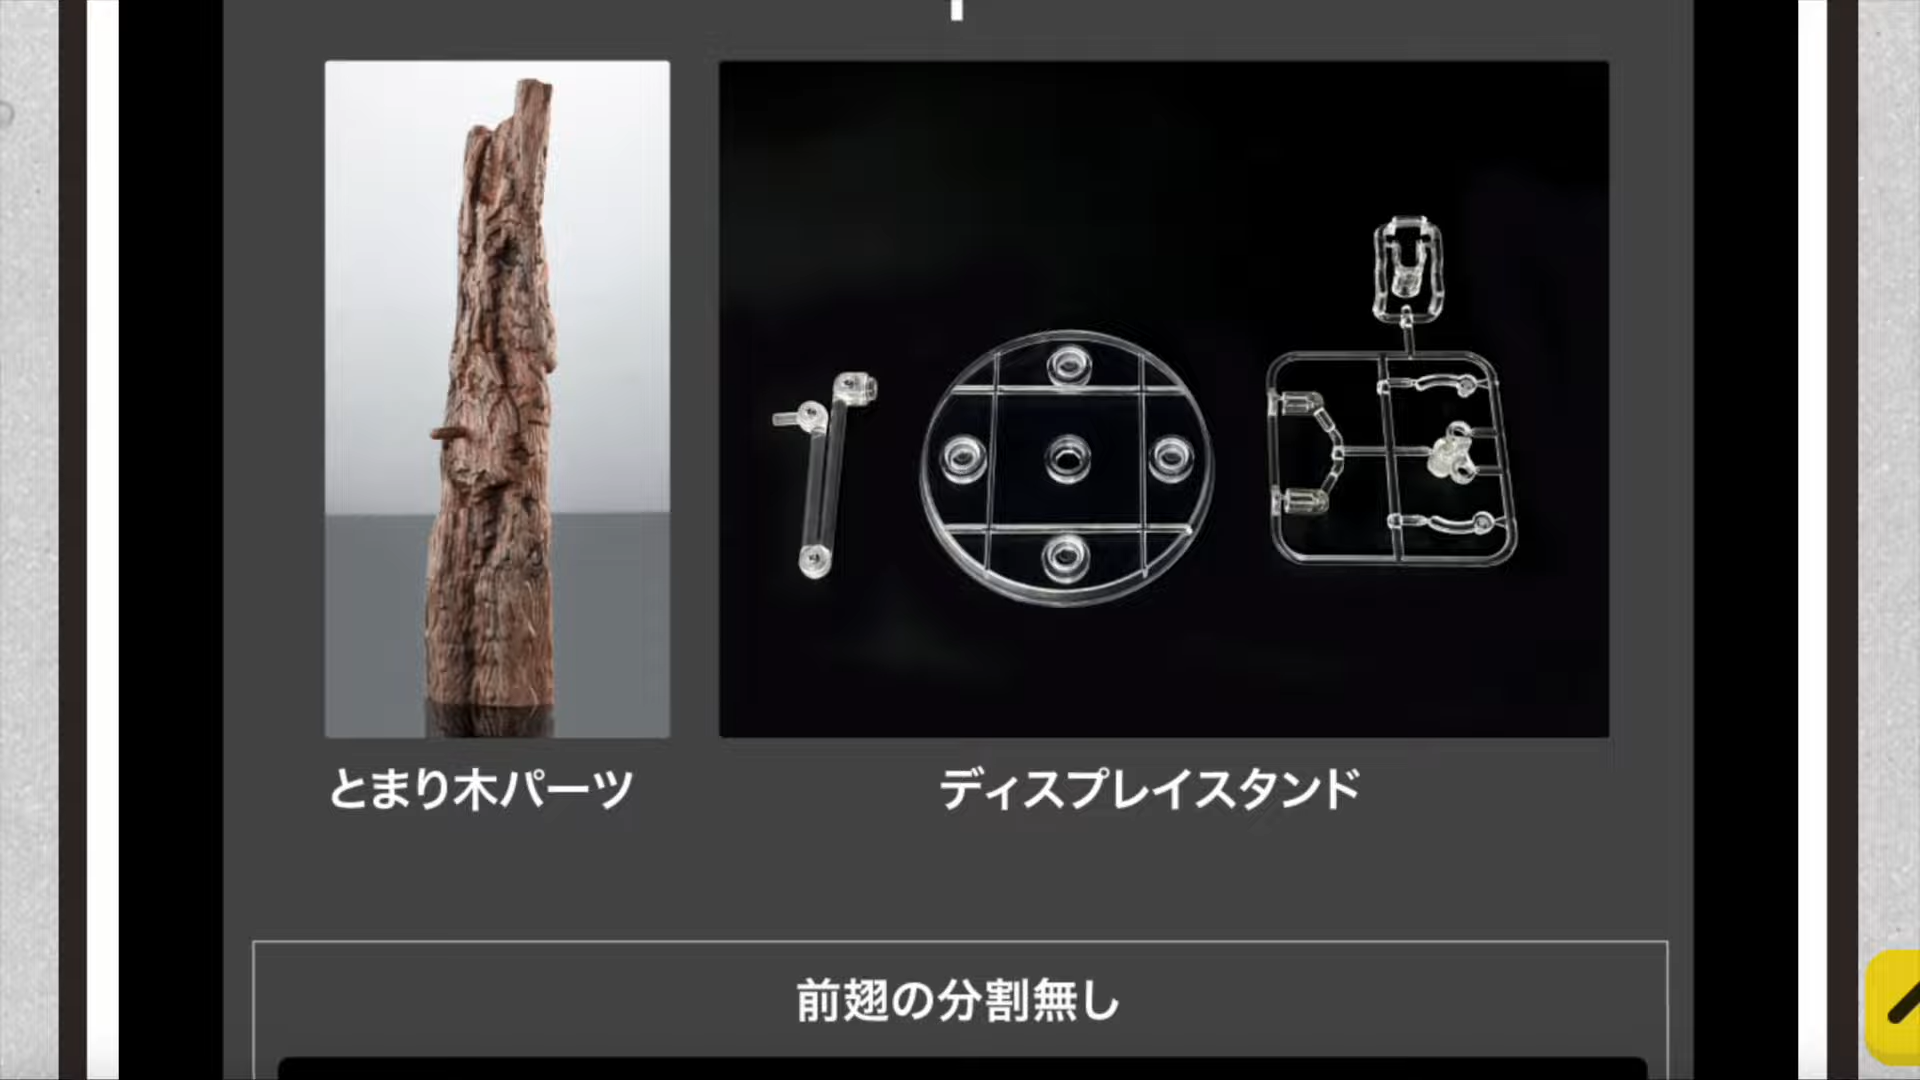 とまり木パーツ
ディスプレイスタンド
前翅の分割無し